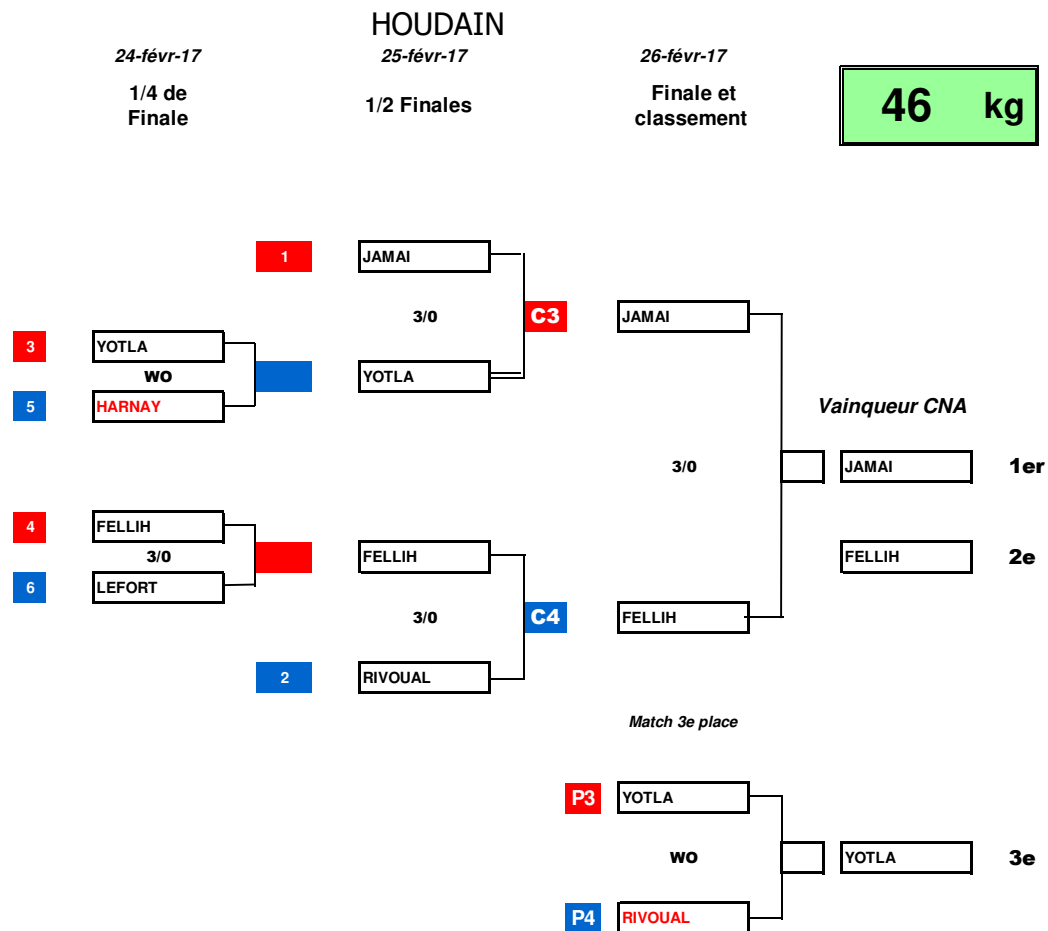 HOUDAIN
24-févr-17 25-févr-17 26-févr-17
1/4 de
Finale
1/2 Finales
Finale et
classement
46 kg
1 JAMAI
3/0 C3 JAMAI
3 YOTLA
WO YOTLA
5 HARNAY
Vainqueur CNA
3/0 JAMAI 1er
4 FELLIH
3/0 FELLIH FELLIH 2e
6 LEFORT
3/0 C4 FELLIH
2 RIVOUAL
Match 3e place
P3 YOTLA
WO YOTLA 3e
P4 RIVOUAL